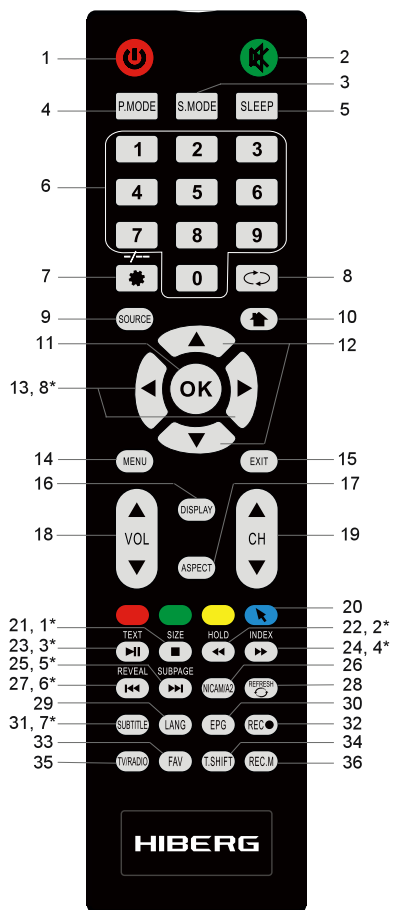 1
2
3
4 P.MODE S.MODE SLEEP 5
1 2 3
6 4 5 6
7 8 9
-/--
7 0 8
9 SOURCE 10
11 12
13, 8* OK
14 MENU EXIT 15
16 DISPLAY 17
18 VOL CH 19
ASPECT
20
21, 1* TEXT SIZE HOLD INDEX 22, 2*
23, 3* 24, 4*
25, 5* REVEAL SUBPAGE 26
27, 6* NICAM/A2 REFRESH 28
29 30
31, 7* SUBTITLE LANG EPG REC 32
33 34
35 TV/RADIO FAV T.SHIFT REC.M 36
HIBERG